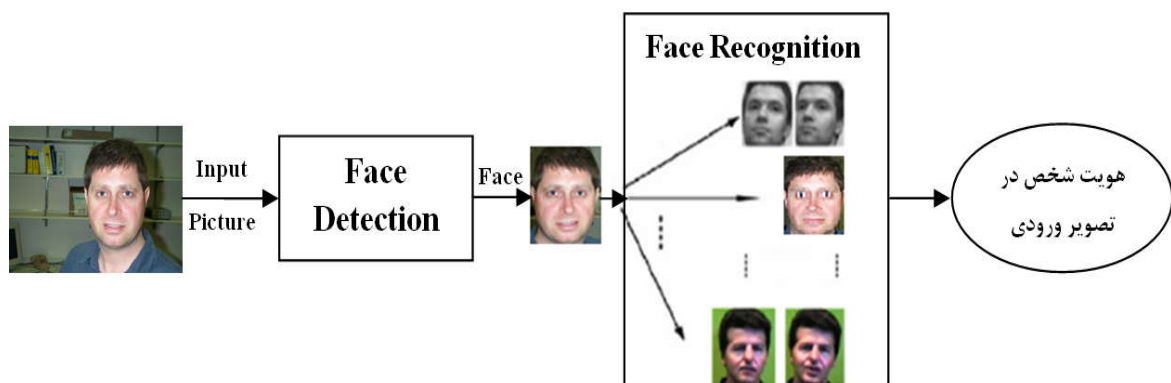 Face Recognition
Input
Picture
Face
Detection
Face
هویت شخص در
تصویر ورودی